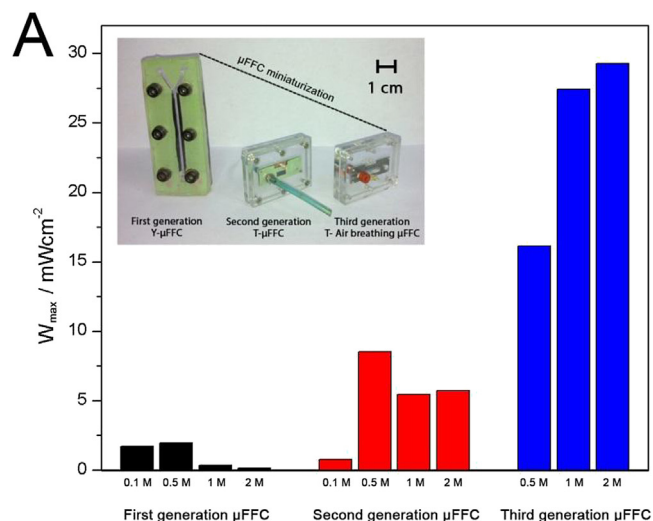 A
30
25
20
15
10
5
0
Wmax / mWcm-2
µFFC miniaturization
1 cm
First generation
Y-µFFC
Second generation
T-µFFC
Third generation
T- Air breathing µFFC
0.1 M 0.5 M 1 M 2 M
0.1 M 0.5 M 1 M 2 M
0.5 M 1 M 2 M
First generation µFFC
Second generation µFFC
Third generation µFFC